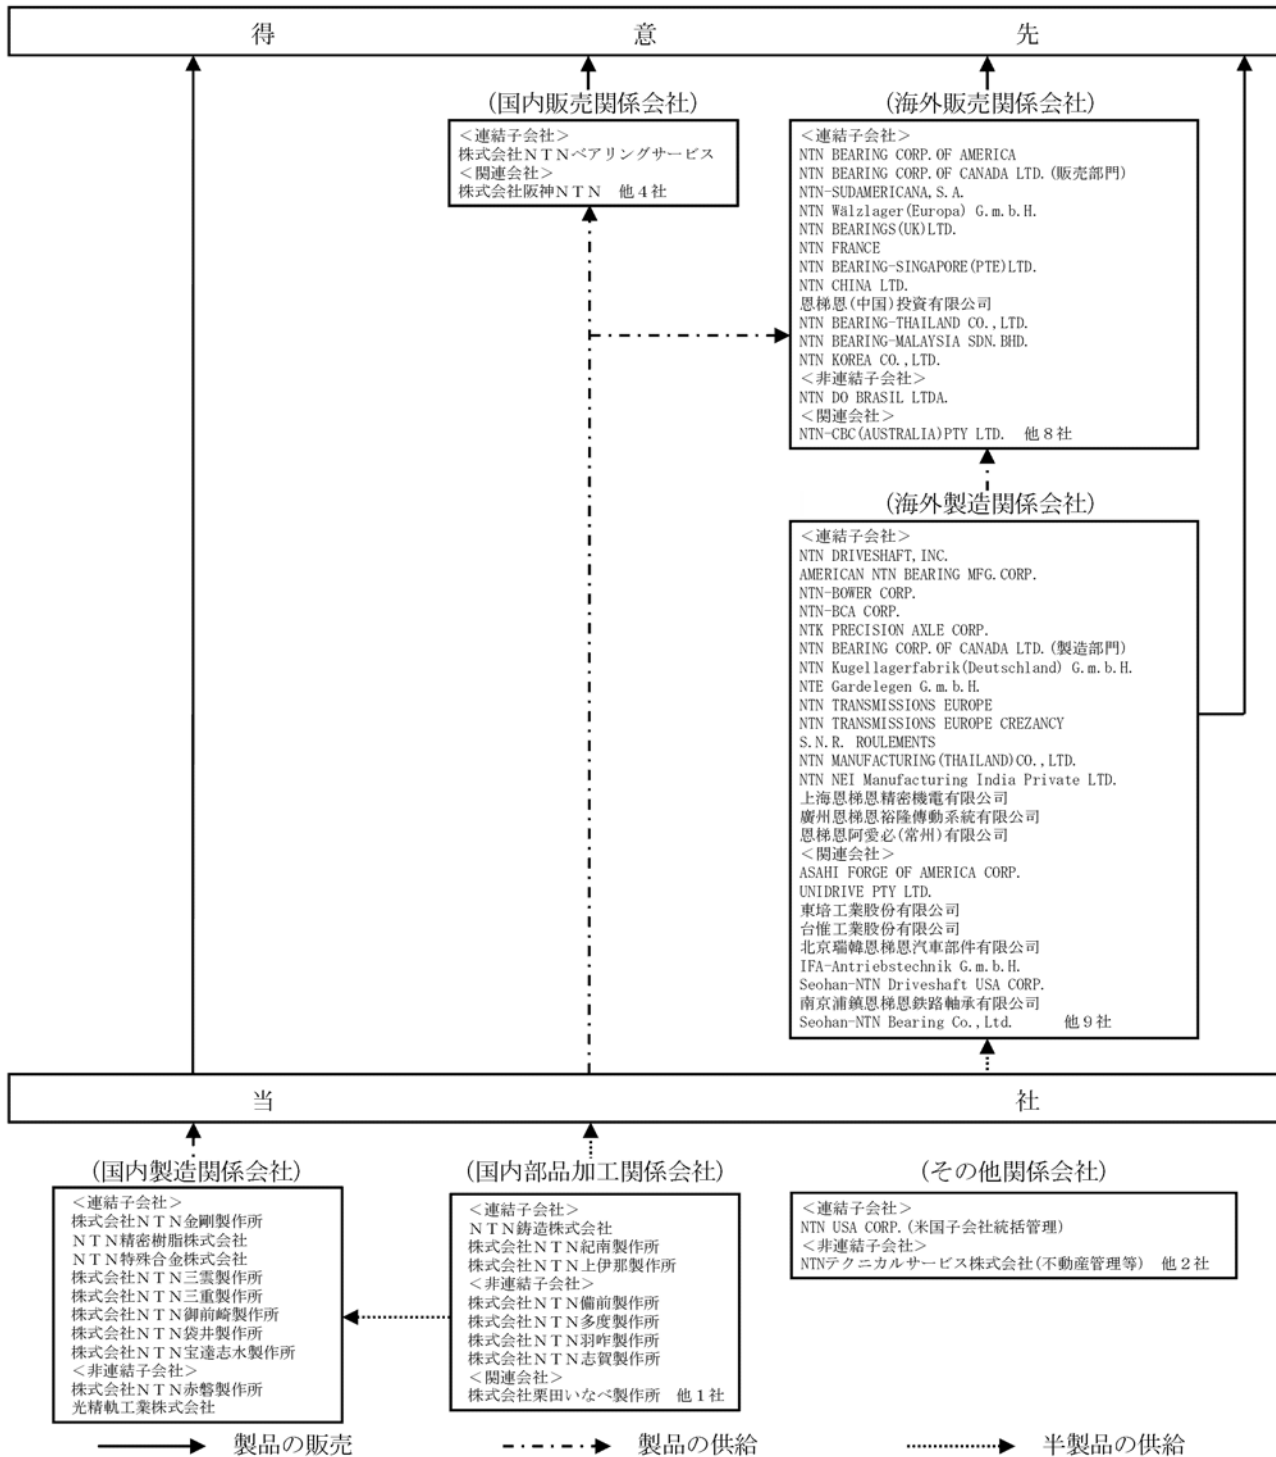 得意先
(国内販売関係会社)
＜連結子会社＞
株式会社ＮＴＮベアリングサービス
＜関連会社＞
株式会社阪神ＮＴＮ　他４社
(海外販売関係会社)
＜連結子会社＞
NTN BEARING CORP.OF AMERICA
NTN BEARING CORP.OF CANADA LTD.(販売部門)
NTN-SUDAMERICANA,S.A.
NTN Wälzlager(Europa) G.m.b.H.
NTN BEARINGS(UK)LTD.
NTN FRANCE
NTN BEARING-SINGAPORE(PTE)LTD.
NTN CHINA LTD.
恩梯恩(中国)投資有限公司
NTN BEARING-THAILAND CO.,LTD.
NTN BEARING-MALAYSIA SDN.BHD.
NTN KOREA CO.,LTD.
＜非連結子会社＞
NTN DO BRASIL LTDA.
＜関連会社＞
NTN-CBC(AUSTRALIA)PTY LTD.　他８社
(海外製造関係会社)
＜連結子会社＞
NTN DRIVESHAFT,INC.
AMERICAN NTN BEARING MFG.CORP.
NTN-BOWER CORP.
NTN-BCA CORP.
NTK PRECISION AXLE CORP.
NTN BEARING CORP.OF CANADA LTD.(製造部門)
NTN Kugellagerfabrik(Deutschland) G.m.b.H.
NTE Gardelegen G.m.b.H.
NTN TRANSMISSIONS EUROPE
NTN TRANSMISSIONS EUROPE CREZANCY
S.N.R. ROULEMENTS
NTN MANUFACTURING(THAILAND)CO.,LTD.
NTN NEI Manufacturing India Private LTD.
上海恩梯恩精密機電有限公司
廣州恩梯恩裕隆傳動系統有限公司
恩梯恩阿愛必(常州)有限公司
＜関連会社＞
ASAHI FORGE OF AMERICA CORP.
UNIDRIVE PTY LTD.
東培工業股份有限公司
台惟工業股份有限公司
北京瑞韓恩梯恩汽車部件有限公司
IFA-Antriebstechnik G.m.b.H.
Seohan-NTN Driveshaft USA CORP.
南京浦鎮恩梯恩鉄路軸承有限公司
Seohan-NTN Bearing Co.,Ltd.　他９社
当社
(国内製造関係会社)
＜連結子会社＞
株式会社ＮＴＮ金剛製作所
ＮＴＮ精密樹脂株式会社
ＮＴＮ特殊合金株式会社
株式会社ＮＴＮ三雲製作所
株式会社ＮＴＮ三重製作所
株式会社ＮＴＮ御前崎製作所
株式会社ＮＴＮ袋井製作所
株式会社ＮＴＮ宝達志水製作所
＜非連結子会社＞
株式会社ＮＴＮ赤磐製作所
光精軌工業株式会社
(国内部品加工関係会社)
＜連結子会社＞
ＮＴＮ鋳造株式会社
株式会社ＮＴＮ紀南製作所
株式会社ＮＴＮ上伊那製作所
＜非連結子会社＞
株式会社ＮＴＮ備前製作所
株式会社ＮＴＮ多度製作所
株式会社ＮＴＮ羽咋製作所
株式会社ＮＴＮ志賀製作所
＜関連会社＞
株式会社栗田いなべ製作所　他１社
(その他関係会社)
＜連結子会社＞
NTN USA CORP.(米国子会社統括管理)
＜非連結子会社＞
NTNテクニカルサービス株式会社(不動産管理等)　他２社
製品の販売
製品の供給
半製品の供給